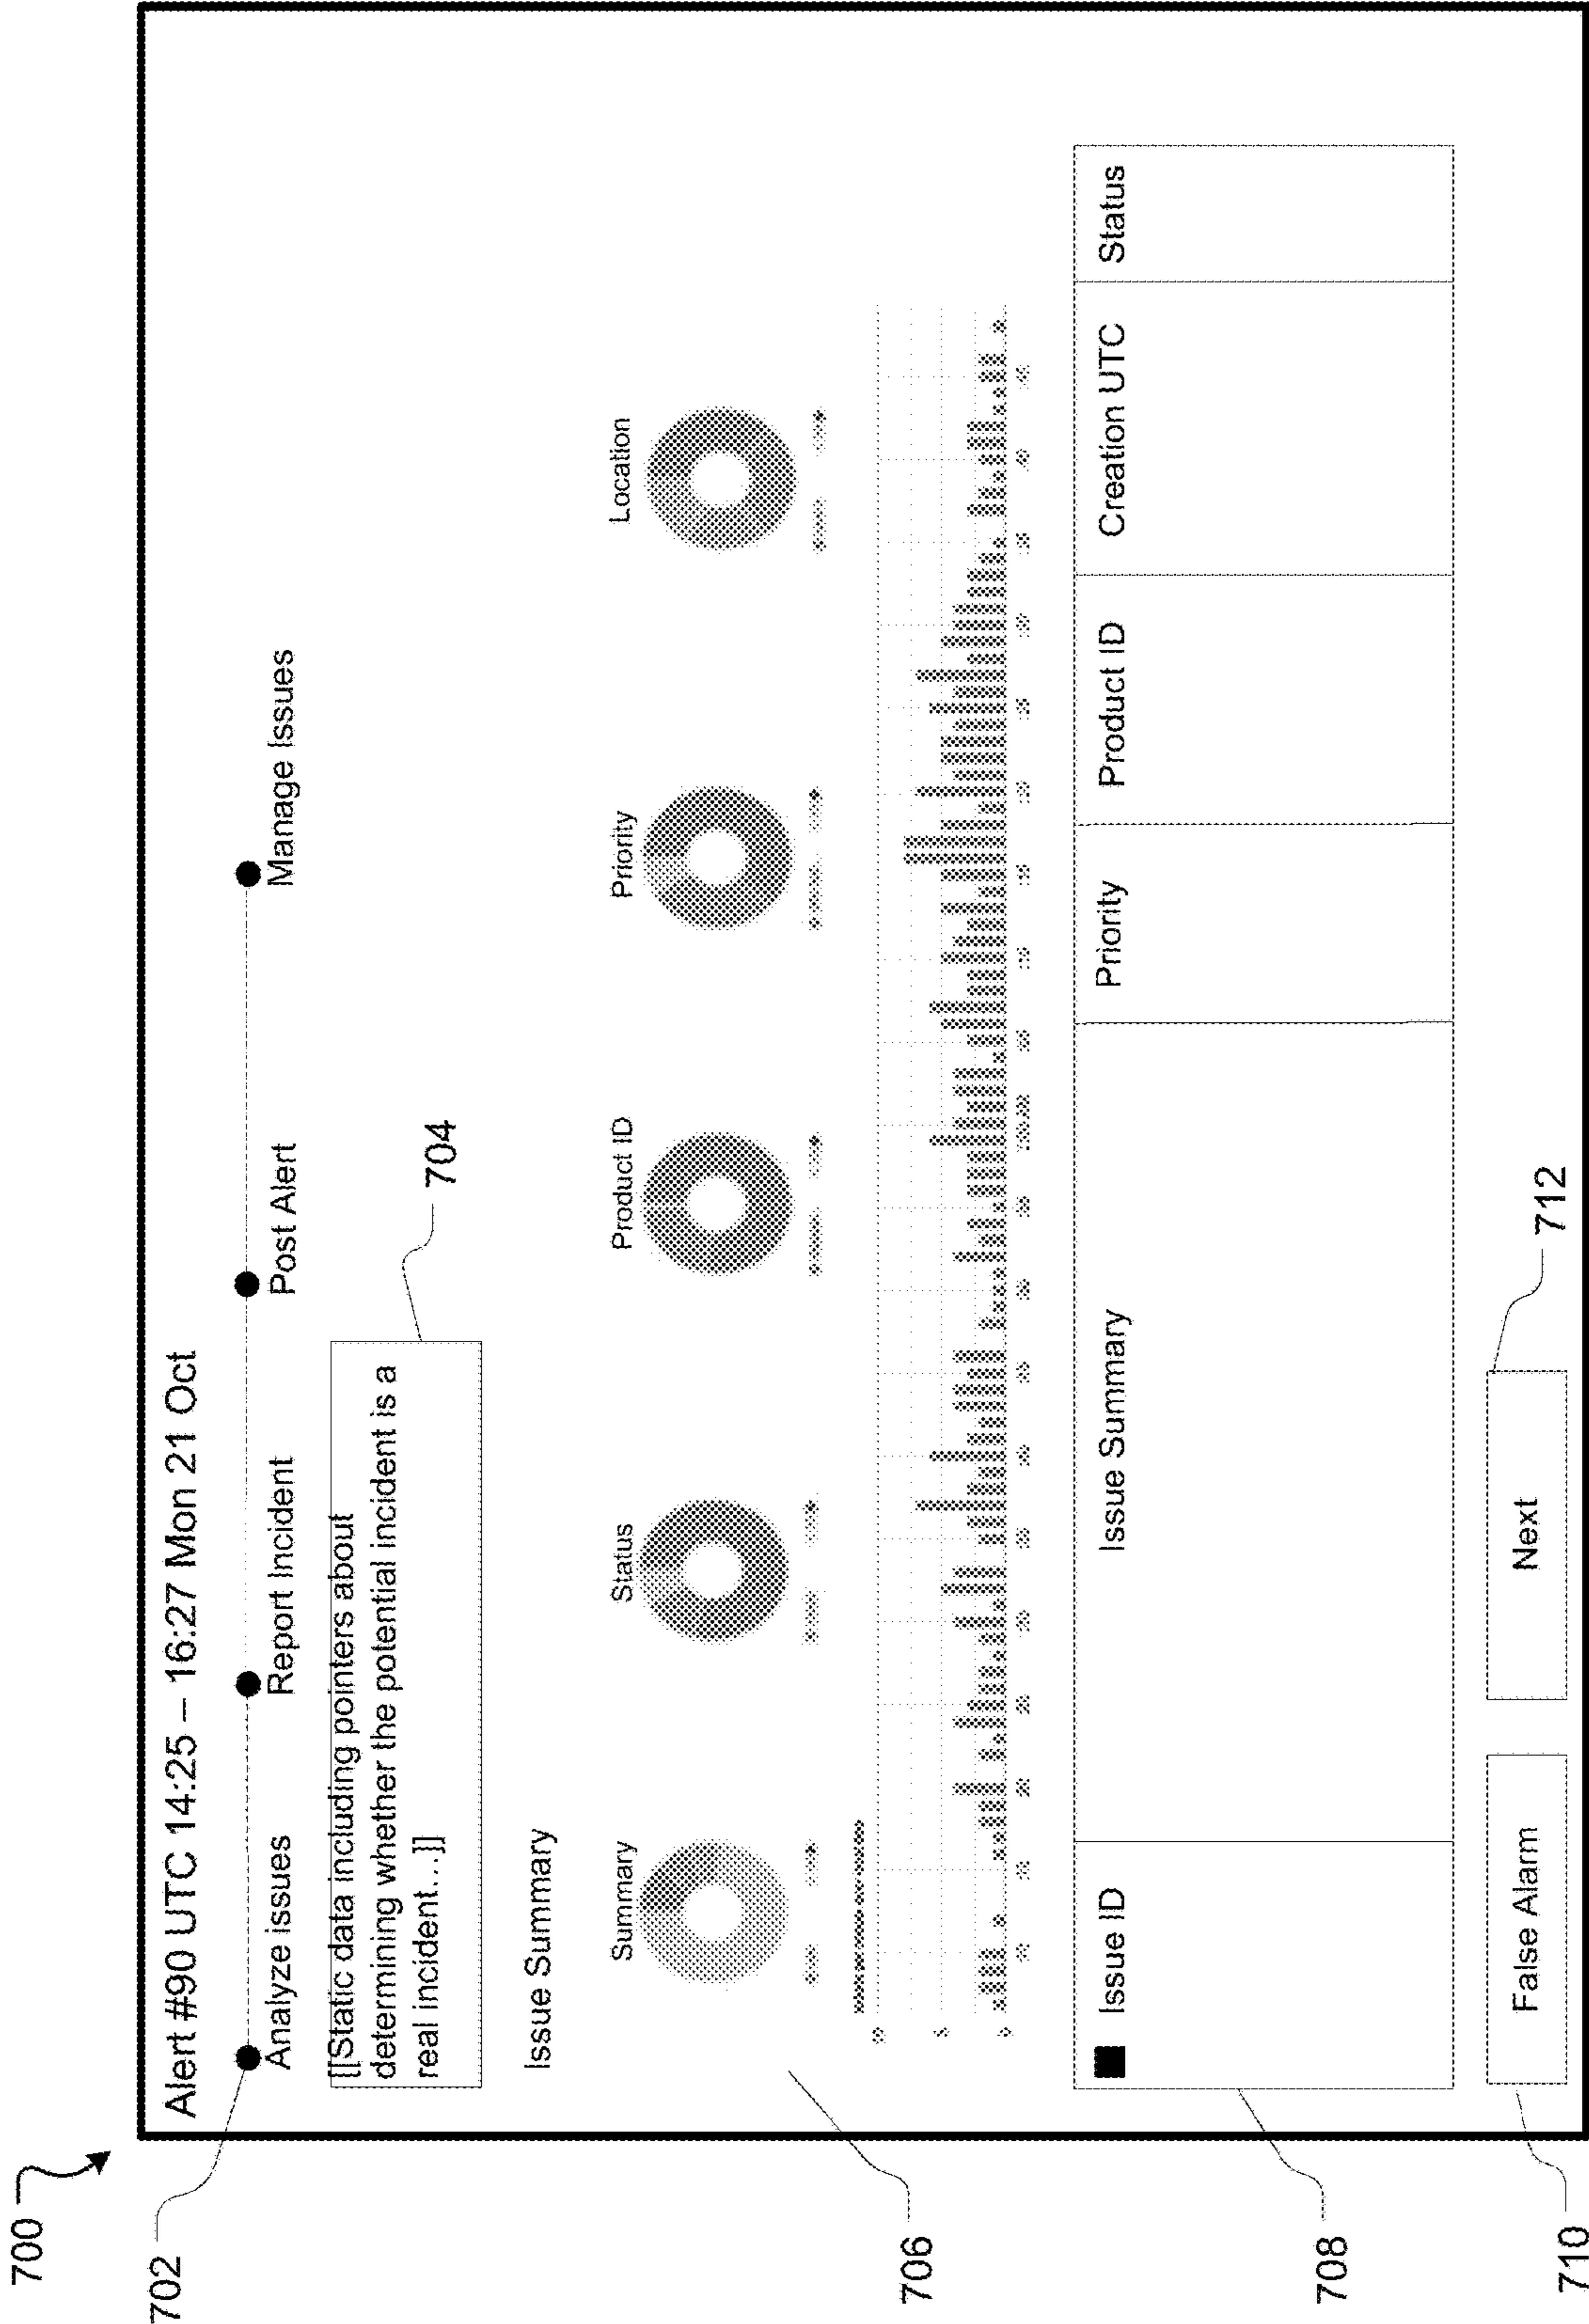 700
702
Alert #90 UTC 14:25 – 16:27 Mon 21 Oct
Analyze issues
Report Incident
Post Alert
Manage Issues
[[Static data including pointers about
determining whether the potential incident is a
real incident…]]
704
Issue Summary
Summary
Status
Product ID
Priority
Location
706
Issue ID
Issue Summary
Priority
Product ID
Creation UTC
Status
708
False Alarm
Next
710
712